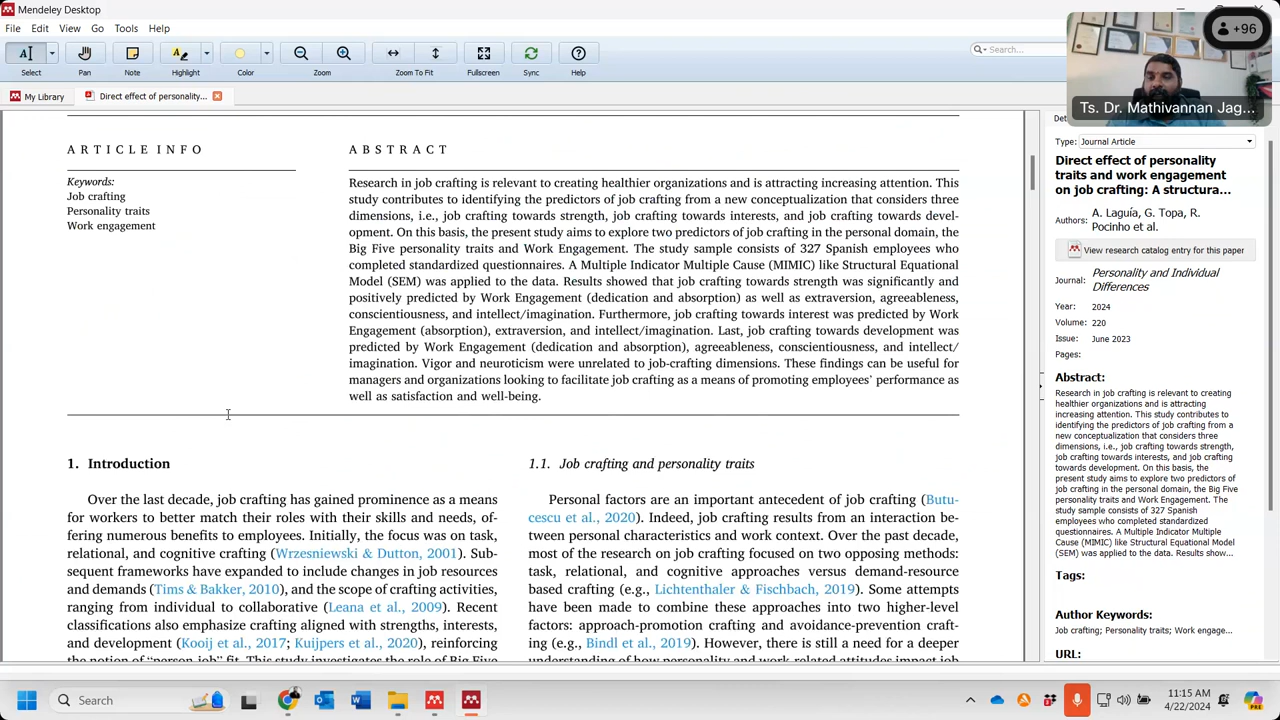 Mendeley Desktop
File Edit View Go Tools Help
+96
Select Pan Note Highlight Color Zoom Zoom To Fit Fullscreen Sync Help
Search...
Ts. Dr. Mathivannan Jag...
My Library
Direct effect of personality...
ARTICLE INFO
Keywords:
Job crafting
Personality traits
Work engagement
ABSTRACT
Research in job crafting is relevant to creating healthier organizations and is attracting increasing attention. This
study contributes to identifying the predictors of job crafting from a new conceptualization that considers three
dimensions, i.e., job crafting towards strength, job crafting towards interests, and job crafting towards devel-
opment. On this basis, the present study aims to explore two predictors of job crafting in the personal domain, the
Big Five personality traits and Work Engagement. The study sample consists of 327 Spanish employees who
completed standardized questionnaires. A Multiple Indicator Multiple Cause (MIMIC) like Structural Equational
Model (SEM) was applied to the data. Results showed that job crafting towards strength was significantly and
positively predicted by Work Engagement (dedication and absorption) as well as extraversion, agreeableness,
conscientiousness, and intellect/imagination. Furthermore, job crafting towards interest was predicted by Work
Engagement (absorption), extraversion, and intellect/imagination. Last, job crafting towards development was
predicted by Work Engagement (dedication and absorption), agreeableness, conscientiousness, and intellect/
imagination. Vigor and neuroticism were unrelated to job-crafting dimensions. These findings can be useful for
managers and organizations looking to facilitate job crafting as a means of promoting employees' performance as
well as satisfaction and well-being.
1. Introduction
Over the last decade, job crafting has gained prominence as a means
for workers to better match their roles with their skills and needs, of-
fering numerous benefits to employees. Initially, the focus was on task,
relational, and cognitive crafting (Wrzesniewski & Dutton, 2001). Sub-
sequent frameworks have expanded to include changes in job resources
and demands (Tims & Bakker, 2010), and the scope of crafting activities,
ranging from individual to collaborative (Leana et al., 2009). Recent
classifications also emphasize crafting aligned with strengths, interests,
and development (Kooij et al., 2017; Kuijpers et al., 2020), reinforcing
the notion of "person-job" fit. This study investigates the role of Big Five
1.1. Job crafting and personality traits
Personal factors are an important antecedent of job crafting (Butu-
cescu et al., 2020). Indeed, job crafting results from an interaction be-
tween personal characteristics and work context. Over the past decade,
most of the research on job crafting focused on two opposing methods:
task, relational, and cognitive approaches versus demand-resource
based crafting (e.g., Lichtenthaler & Fischbach, 2019). Some attempts
have been made to combine these approaches into two higher-level
factors: approach-promotion crafting and avoidance-prevention craft-
ing (e.g., Bindl et al., 2019). However, there is still a need for a deeper
understanding of how personality and work-related attitudes impact job
Type: Journal Article
Direct effect of personality
traits and work engagement
on job crafting: A structura...
Authors: A. Laguía, G. Topa, R.
Pocinho et al.
View research catalog entry for this paper
Journal: Personality and Individual
Differences
Year: 2024
Volume: 220
Issue: June 2023
Pages:
Abstract:
Research in job crafting is relevant to creating
healthier organizations and is attracting
increasing attention. This study contributes to
identifying the predictors of job crafting from a
new conceptualization that considers three
dimensions, i.e., job crafting towards strength,
job crafting towards interests, and job crafting
towards development. On this basis, the
present study aims to explore two predictors of
job crafting in the personal domain, the Big Five
personality traits and Work Engagement. The
study sample consists of 327 Spanish
employees who completed standardized
questionnaires. A Multiple Indicator Multiple
Cause (MIMIC) like Structural Equational Model
(SEM) was applied to the data. Results show...
Tags:
Author Keywords:
Job crafting; Personality traits; Work engage...
URL:
Search
11:15 AM
4/22/2024